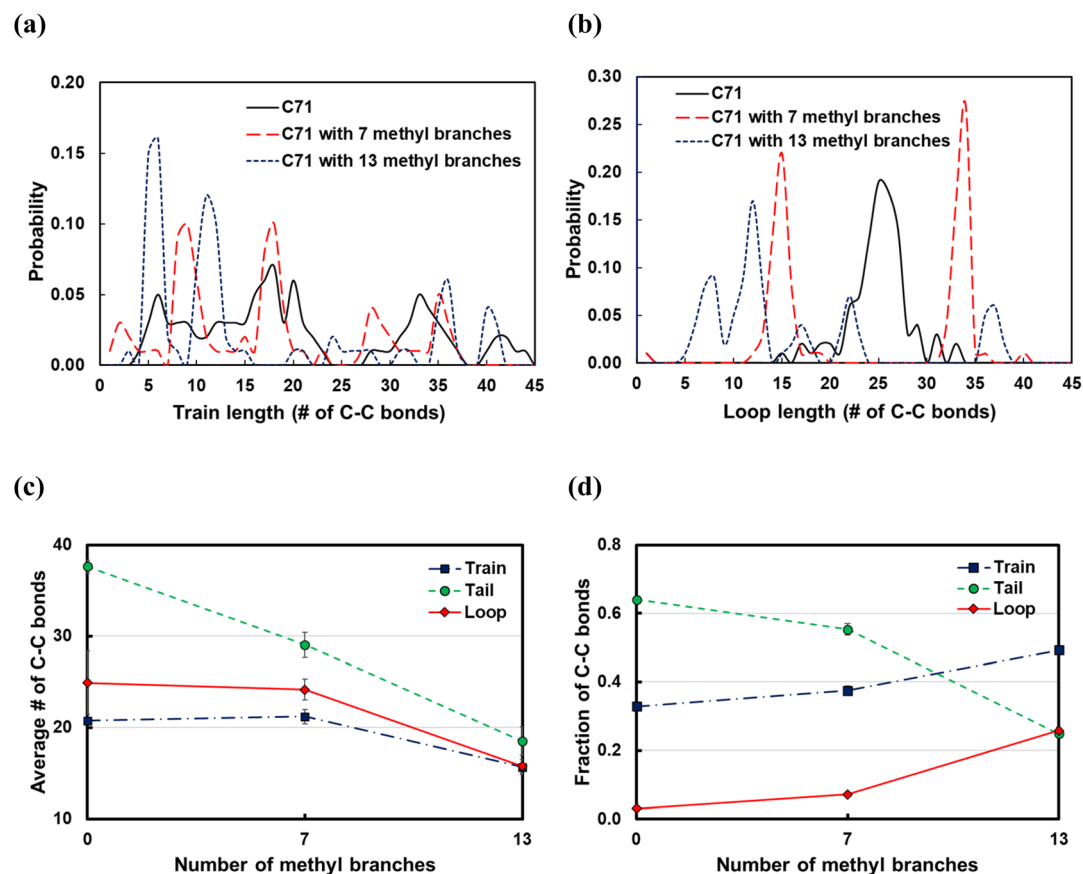 (a)
0.20
0.15
0.10
0.05
0.00
Probability
C71
C71 with 7 methyl branches
C71 with 13 methyl branches
0 5 10 15 20 25 30 35 40 45
Train length (# of C-C bonds)
(b)
0.30
0.25
0.20
0.15
0.10
0.05
0.00
Probability
C71
C71 with 7 methyl branches
C71 with 13 methyl branches
0 5 10 15 20 25 30 35 40 45
Loop length (# of C-C bonds)
(c)
40
30
20
10
Average # of C-C bonds
Train
Tail
Loop
0 7 13
Number of methyl branches
(d)
0.8
0.6
0.4
0.2
0.0
Fraction of C-C bonds
Train
Tail
Loop
0 7 13
Number of methyl branches